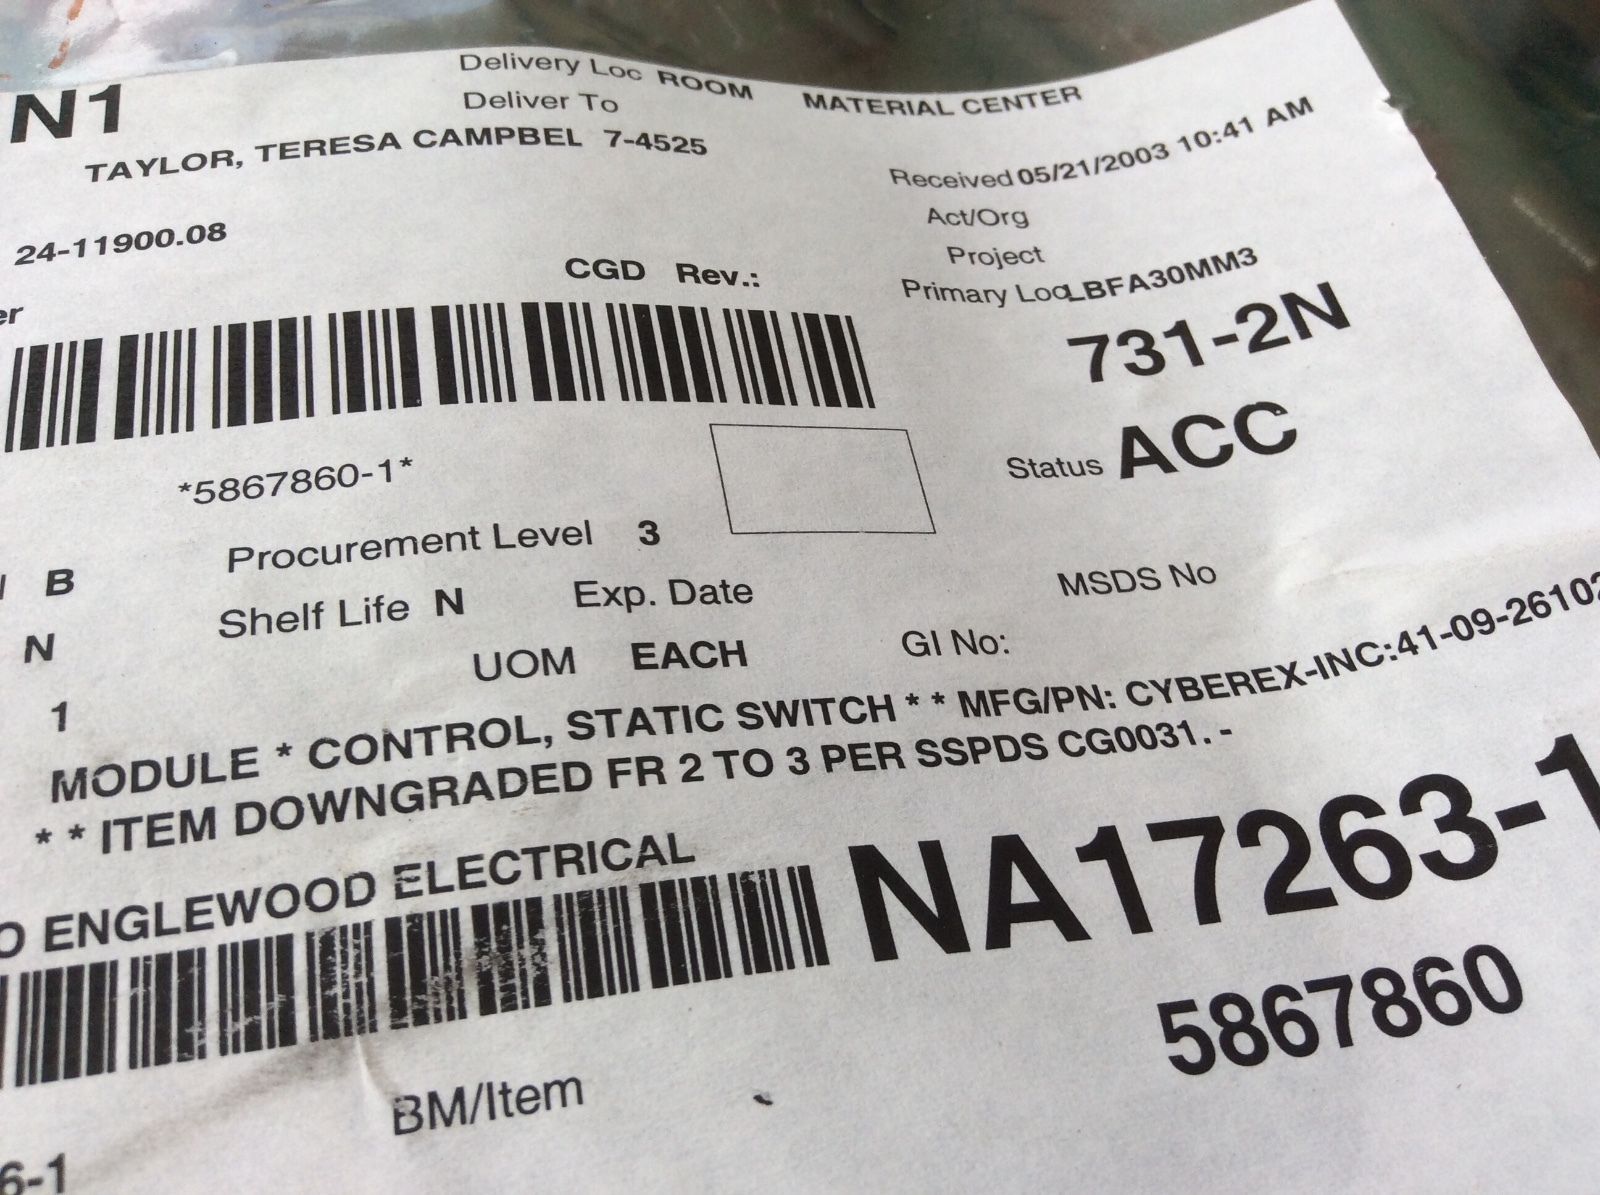 Delivery Loc ROOM MATERIAL CENTER
N1 Deliver To
TAYLOR, TERESA CAMPBEL 7-4525
Received 05/21/2003 10:41 AM
24-11900.08
Act/Org
Project
CGD Rev.:
Primary Loc LBFA30MM3
er
731-2N
*5867860-1*
Status ACC
B Procurement Level 3
N Shelf Life N Exp. Date MSDS No
1 UOM EACH GI No:
MODULE * CONTROL, STATIC SWITCH * * MFG/PN: CYBEREX-INC:41-09-26102
* * ITEM DOWNGRADED FR 2 TO 3 PER SSPDS CG0031. -
O ENGLEWOOD ELECTRICAL
NA17263-1
5867860
BM/Item
6-1